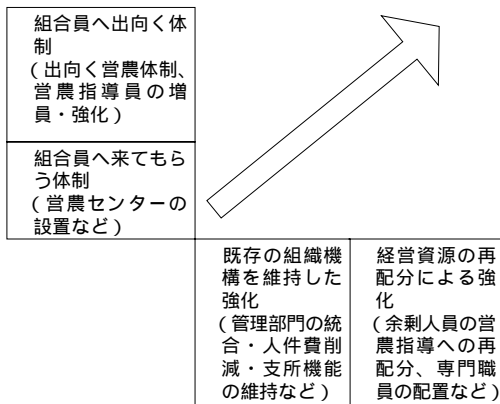 組合員へ出向く体
制
（出向く営農体制、
営農指導員の増
員・強化）
組合員へ来てもら
う体制
（営農センターの
設置など）
既存の組織機
構を維持した
強化
（管理部門の統
合・人件費削
減・支所機能
の維持など）
経営資源の再
配分による強
化
（余剰人員の営
農指導への再
配分、専門職
員の配置など）